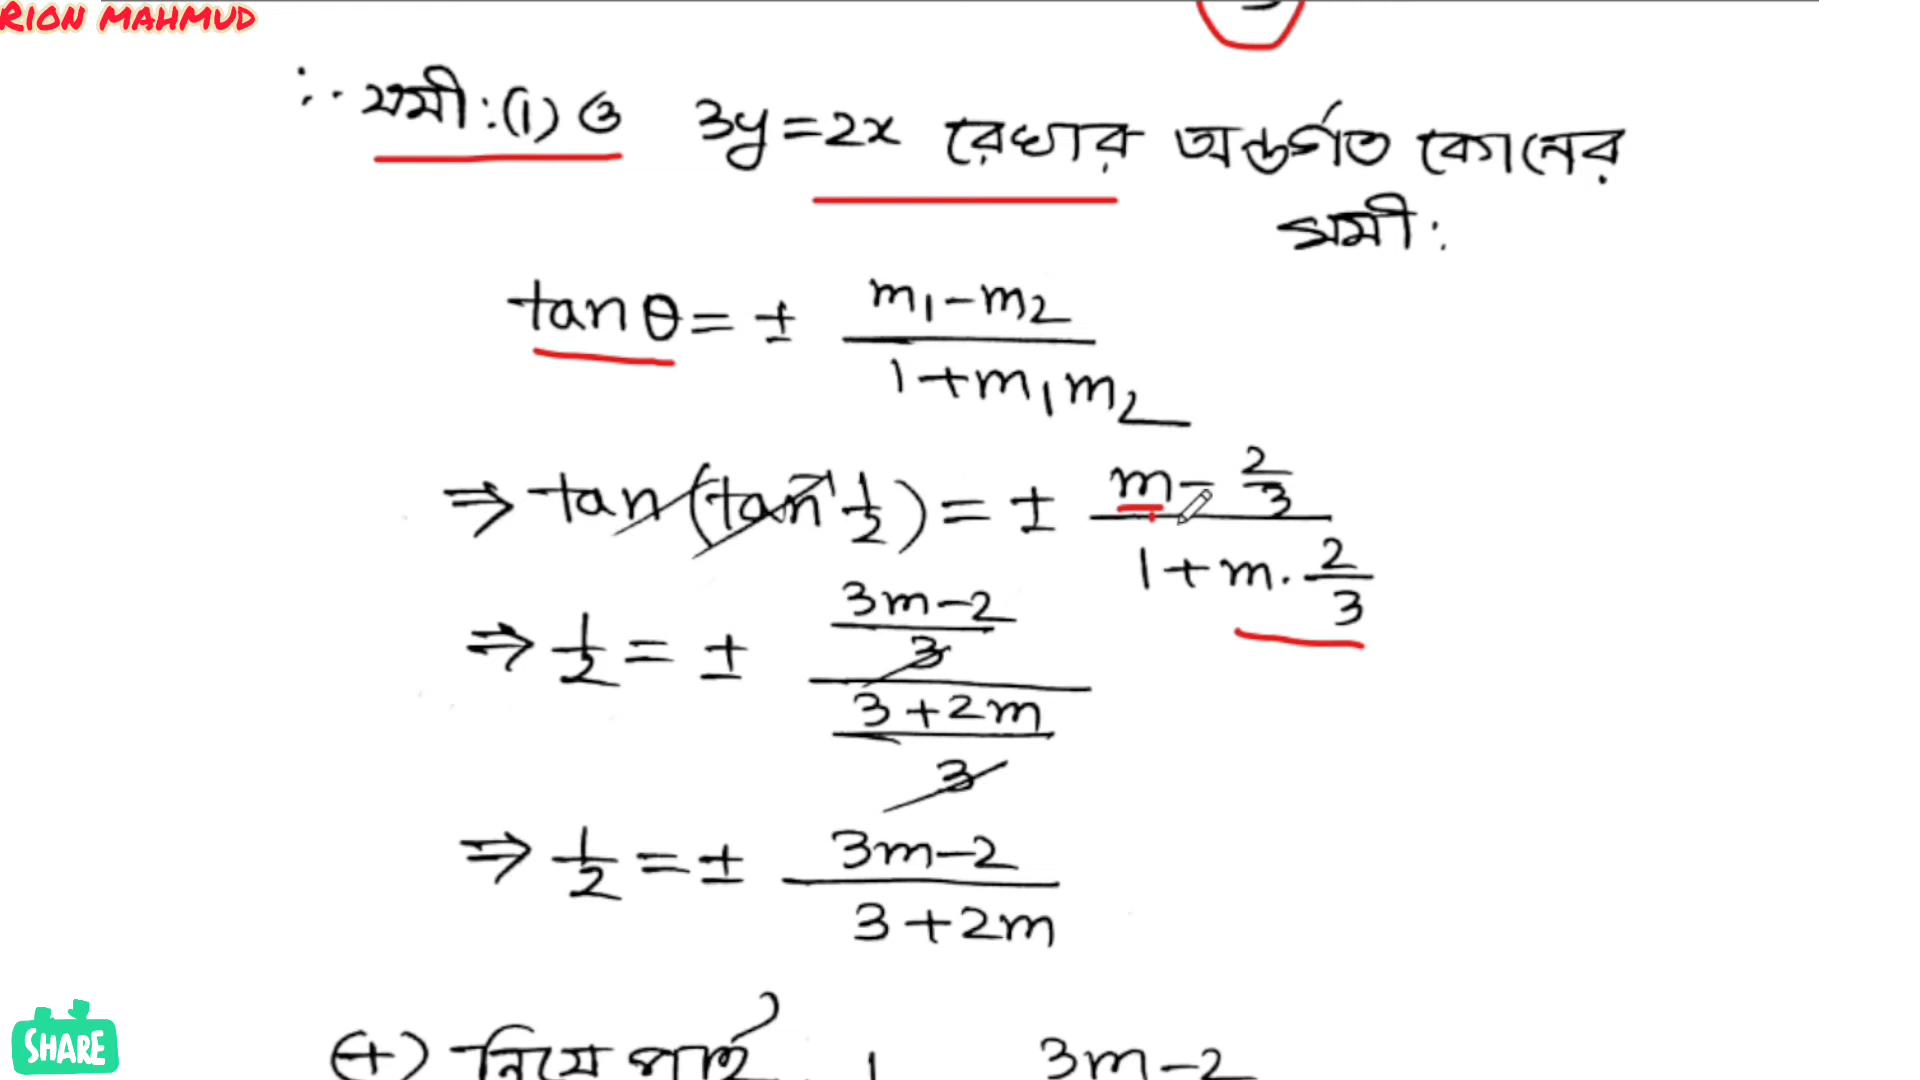 RION MAHMUD
∴ সমী:(1) ও 3y=2x রেখার অন্তর্গত কোনের
সমী:
tan θ = ± (m1-m2)/(1+m1m2)
⇒ tan (tan⁻¹ 1/2) = ± (m - 2/3)/(1+m. 2/3)
⇒ 1/2 = ± ((3m-2)/3)/((3+2m)/3)
⇒ 1/2 = ± (3m-2)/(3+2m)
(+) নিয়ে পাই, 1 3m-2
SHARE